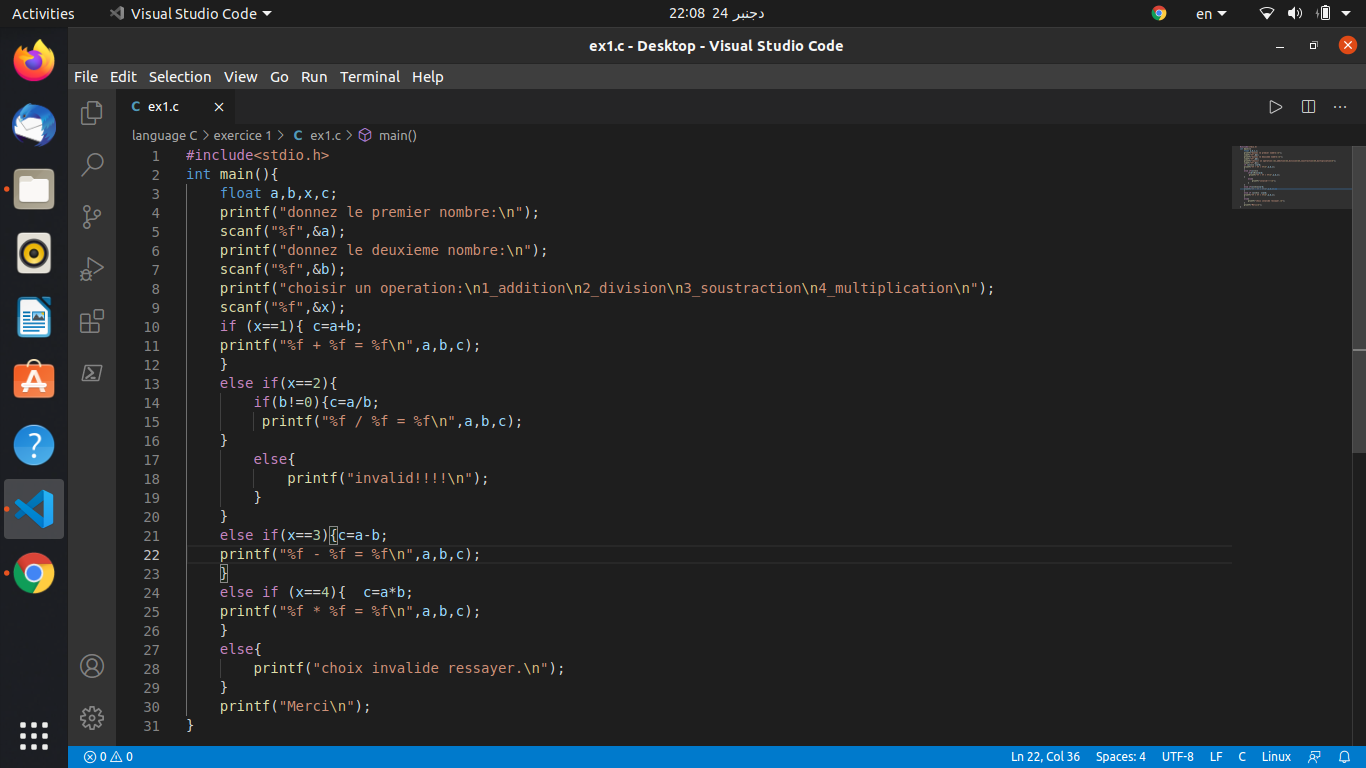 Activities Visual Studio Code 22:08 24 دجنبر en
ex1.c - Desktop - Visual Studio Code
File Edit Selection View Go Run Terminal Help
C ex1.c
language C > exercice 1 > C ex1.c > main()
1 #include<stdio.h>
2 int main(){
3 float a,b,x,c;
4 printf("donnez le premier nombre:\n");
5 scanf("%f",&a);
6 printf("donnez le deuxieme nombre:\n");
7 scanf("%f",&b);
8 printf("choisir un operation:\n1_addition\n2_division\n3_soustraction\n4_multiplication\n");
9 scanf("%f",&x);
10 if (x==1){ c=a+b;
11 printf("%f + %f = %f\n",a,b,c);
12 }
13 else if(x==2){
14 if(b!=0){c=a/b;
15 printf("%f / %f = %f\n",a,b,c);
16 }
17 else{
18 printf("invalid!!!!\n");
19 }
20 }
21 else if(x==3){c=a-b;
22 printf("%f - %f = %f\n",a,b,c);
23 }
24 else if (x==4){  c=a*b;
25 printf("%f * %f = %f\n",a,b,c);
26 }
27 else{
28 printf("choix invalide ressayer.\n");
29 }
30 printf("Merci\n");
31 }
0 0 Ln 22, Col 36 Spaces: 4 UTF-8 LF C Linux